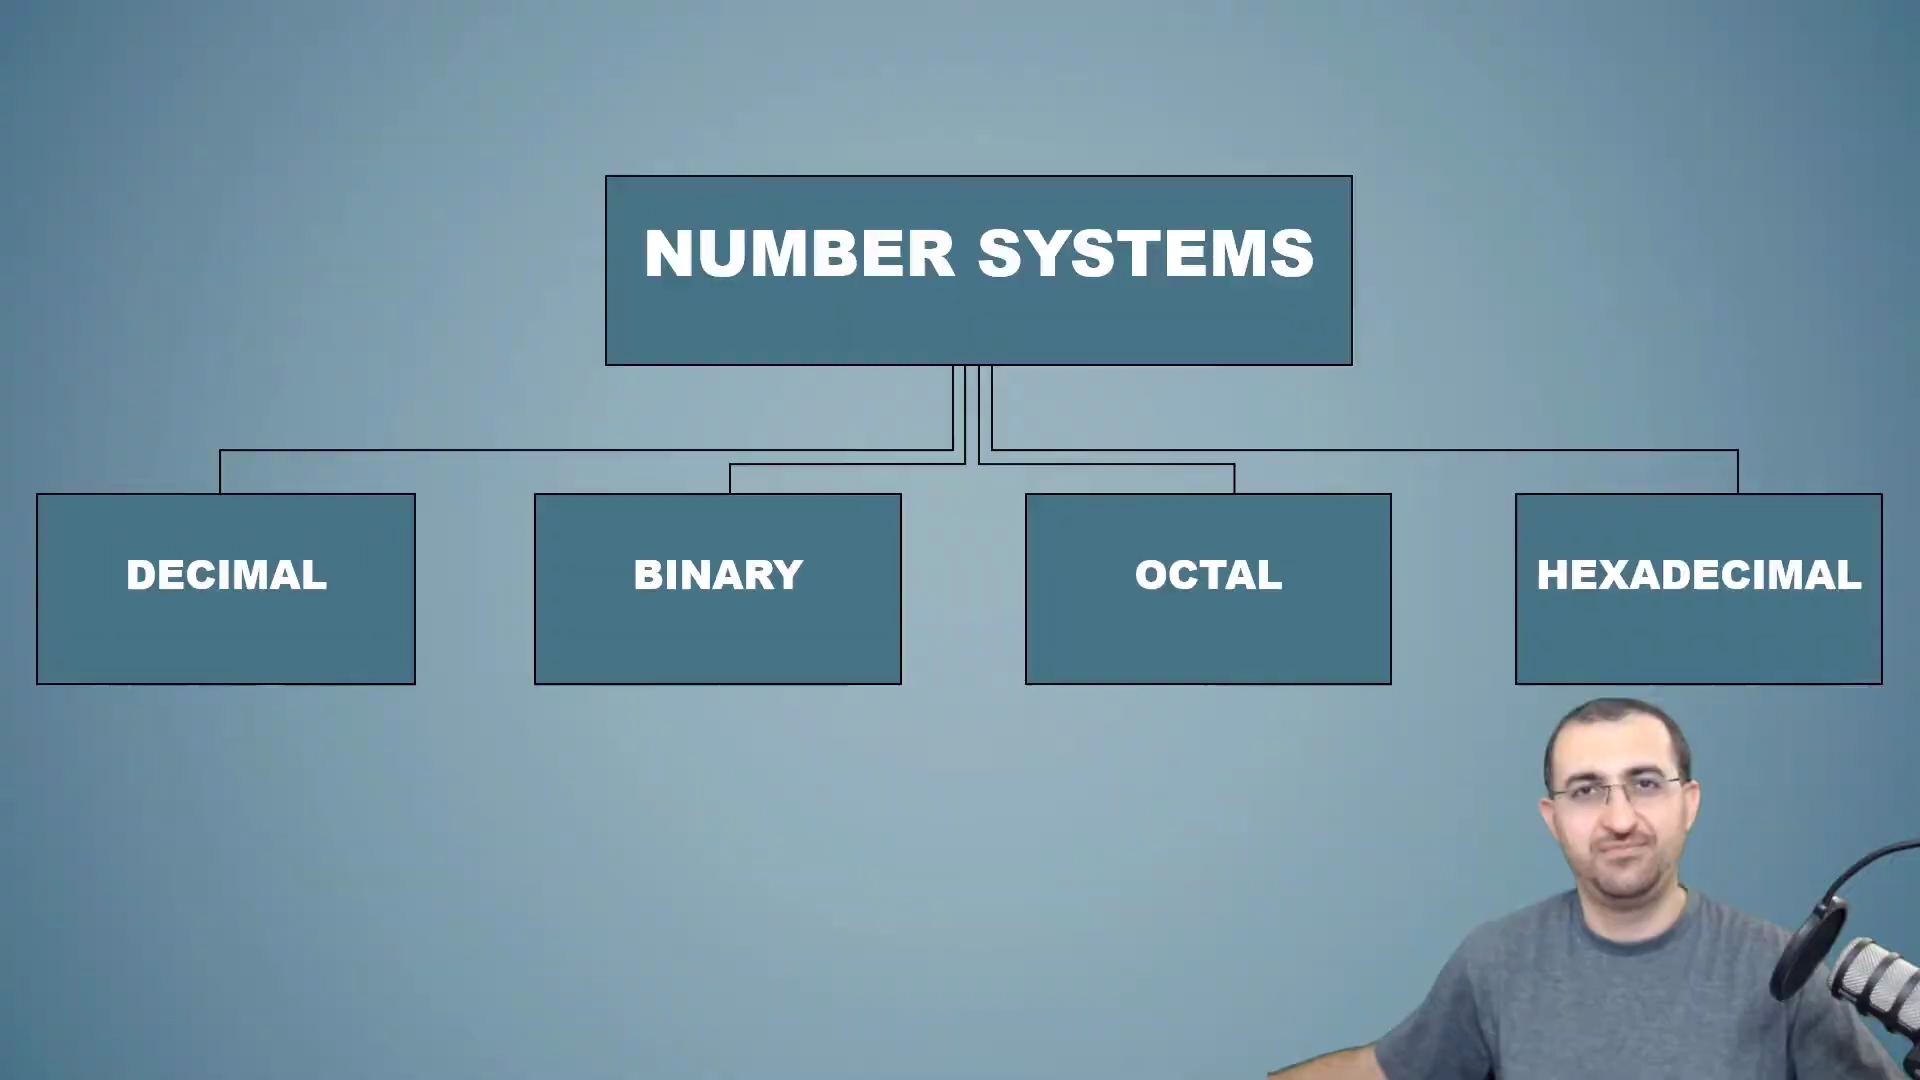 NUMBER SYSTEMS
DECIMAL
BINARY
OCTAL
HEXADECIMAL